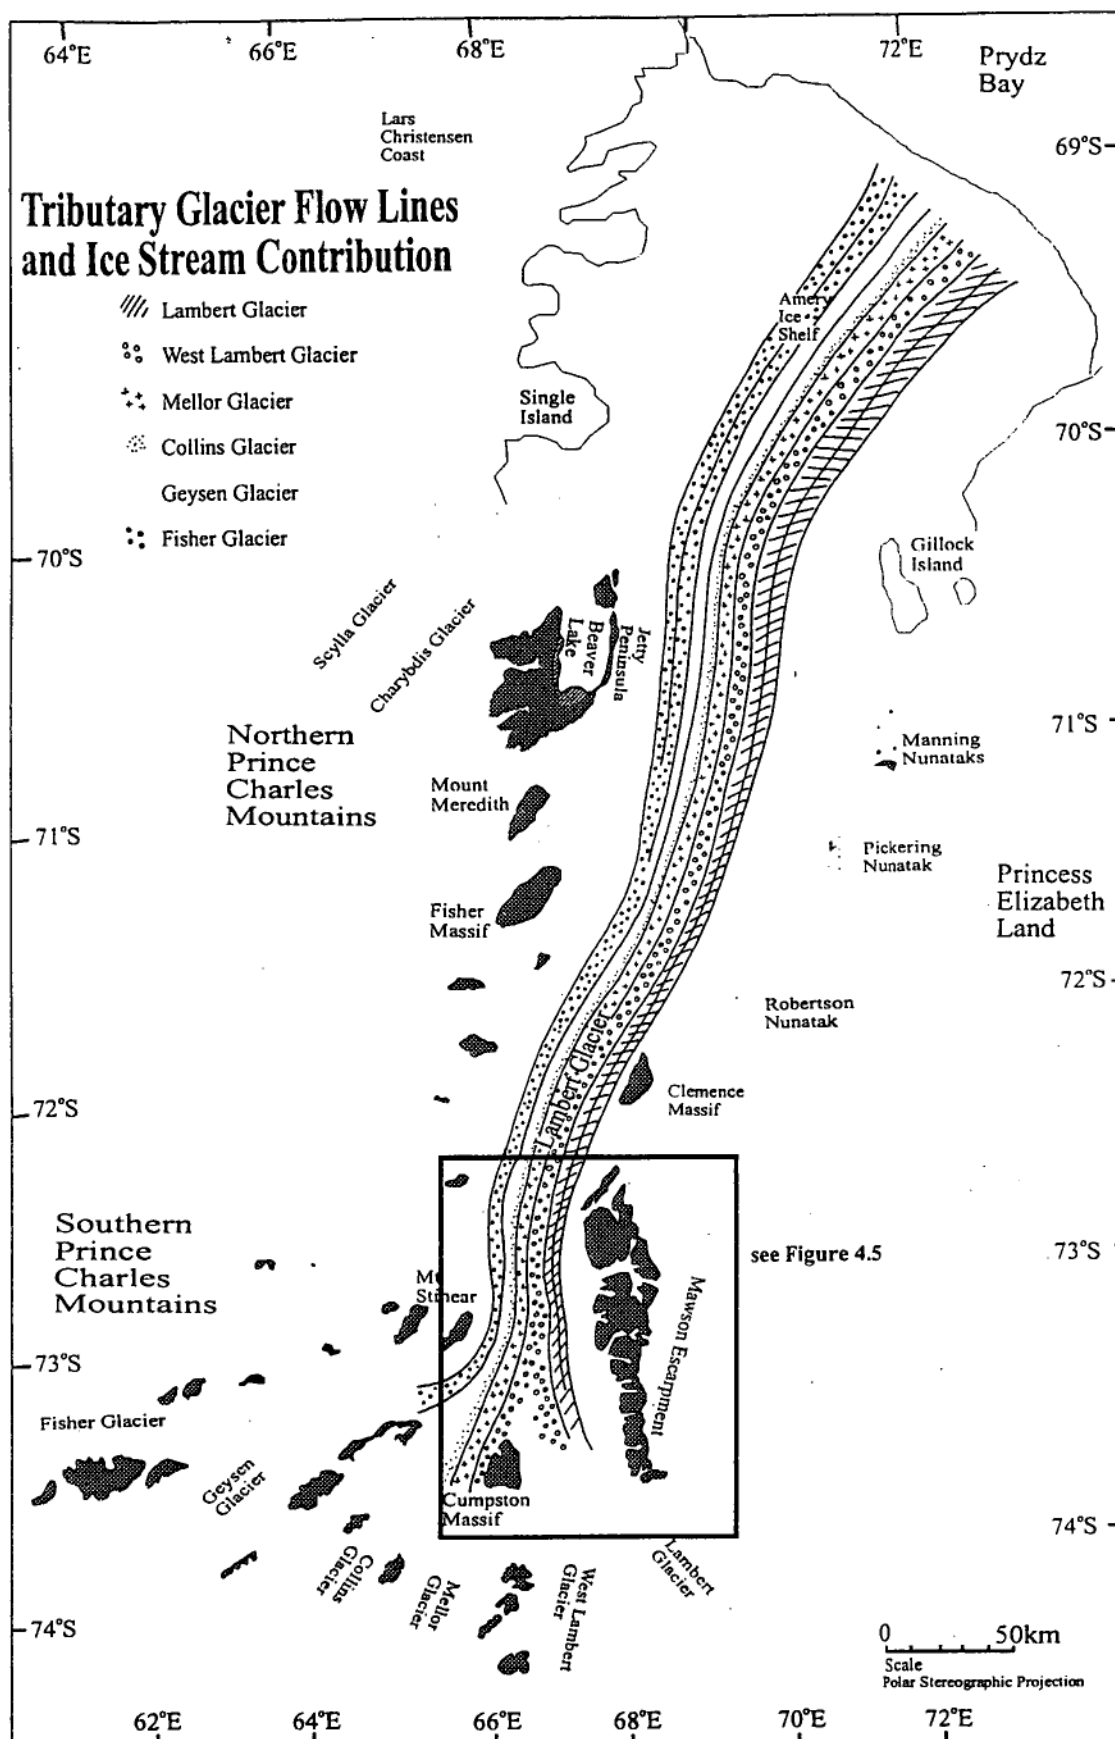 64°E
66°E
68°E
72°E
Prydz
Bay
Lars
Christensen
Coast
69°S
Tributary Glacier Flow Lines
and Ice Stream Contribution
Lambert Glacier
West Lambert Glacier
Mellor Glacier
Collins Glacier
Geysen Glacier
Fisher Glacier
Amery
Ice
Shelf
Single
Island
70°S
70°S
Gillock
Island
Scylla Glacier
Charybdis Glacier
Beaver
Lake
Jetty
Peninsula
71°S
Northern
Prince
Charles
Mountains
Manning
Nunataks
Mount
Meredith
71°S
Pickering
Nunatak
Princess
Elizabeth
Land
Fisher
Massif
72°S
Robertson
Nunatak
Lambert Glacier
Clemence
Massif
72°S
Southern
Prince
Charles
Mountains
73°S
see Figure 4.5
Mt
Stinear
Mawson Escarpment
73°S
Fisher Glacier
Geysen
Glacier
Cumpston
Massif
74°S
Collins
Glacier
Mellor
Glacier
West Lambert
Glacier
Lambert
Glacier
74°S
0 50km
Scale
Polar Stereographic Projection
62°E
64°E
66°E
68°E
70°E
72°E